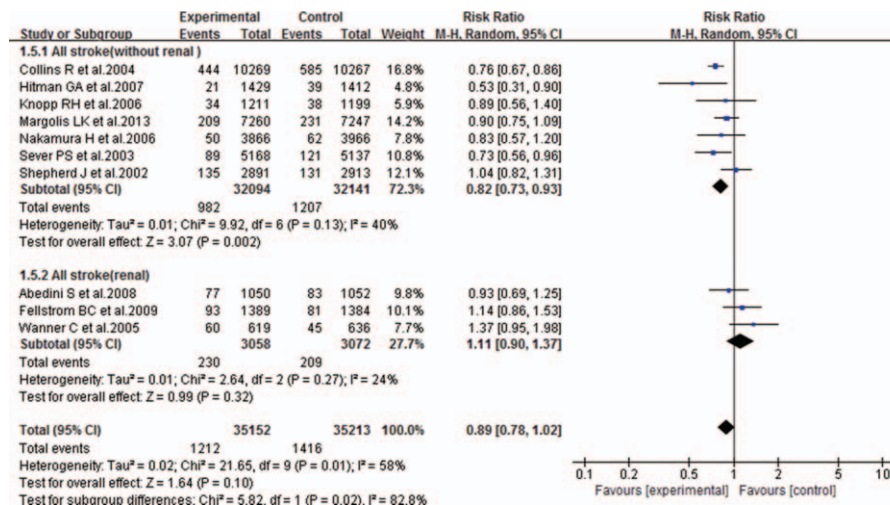 Experimental Control Risk Ratio Risk Ratio
Study or Subgroup Events Total Events Total Weight M-H, Random, 95% CI M-H, Random, 95% CI
1.5.1 All stroke(without renal )
Collins R et al.2004 444 10269 585 10267 16.8% 0.76 [0.67, 0.86]
Hitman GA et al.2007 21 1429 39 1412 4.8% 0.53 [0.31, 0.90]
Knopp RH et al.2006 34 1211 38 1199 5.9% 0.89 [0.56, 1.40]
Margolis LK et al.2013 209 7260 231 7247 14.2% 0.90 [0.75, 1.09]
Nakamura H et al.2006 50 3866 62 3966 7.8% 0.83 [0.57, 1.20]
Sever PS et al.2003 89 5168 121 5137 10.8% 0.73 [0.56, 0.96]
Shepherd J et al.2002 135 2891 131 2913 12.1% 1.04 [0.82, 1.31]
Subtotal (95% CI) 32094 32141 72.3% 0.82 [0.73, 0.93]
Total events 982 1207
Heterogeneity: Tau² = 0.01; Chi² = 9.92, df = 6 (P = 0.13); I² = 40%
Test for overall effect: Z = 3.07 (P = 0.002)
1.5.2 All stroke(renal)
Abedini S et al.2008 77 1050 83 1052 9.8% 0.93 [0.69, 1.25]
Fellstrom BC et al.2009 93 1389 81 1384 10.1% 1.14 [0.86, 1.53]
Wanner C et al.2005 60 619 45 636 7.7% 1.37 [0.95, 1.98]
Subtotal (95% CI) 3058 3072 27.7% 1.11 [0.90, 1.37]
Total events 230 209
Heterogeneity: Tau² = 0.01; Chi² = 2.64, df = 2 (P = 0.27); I² = 24%
Test for overall effect: Z = 0.99 (P = 0.32)
Total (95% CI) 35152 35213 100.0% 0.89 [0.78, 1.02]
Total events 1212 1416
Heterogeneity: Tau² = 0.02; Chi² = 21.65, df = 9 (P = 0.01); I² = 58%
Test for overall effect: Z = 1.64 (P = 0.10)
Test for subgroup differences: Chi² = 5.82, df = 1 (P = 0.02), I² = 82.8%
0.1 0.2 0.5 1 2 5 10
Favours [experimental] Favours [control]